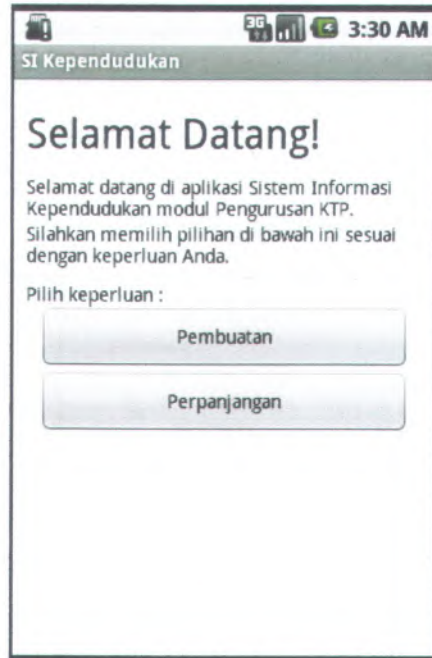 3G
3:30 AM
SI Kependudukan
Selamat Datang!
Selamat datang di aplikasi Sistem Informasi
Kependudukan modul Pengurusan KTP.
Silahkan memilih pilihan di bawah ini sesuai
dengan keperluan Anda.
Pilih keperluan :
Pembuatan
Perpanjangan